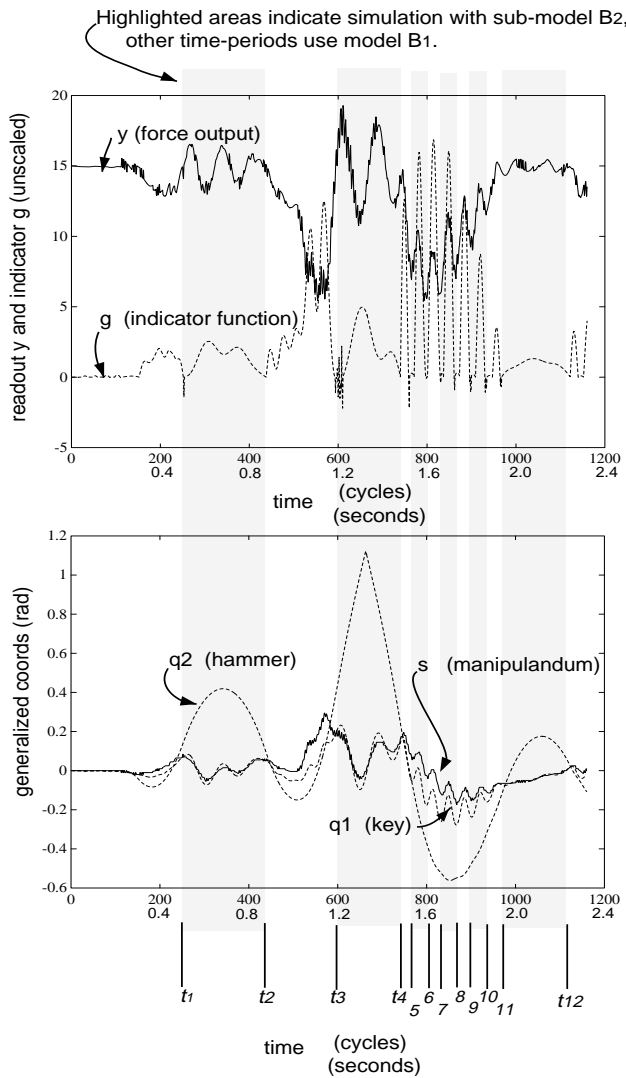 Highlighted areas indicate simulation with sub-model B2,
other time-periods use model B1.
readout y and indicator g (unscaled)
20
15
10
5
0
-5
y (force output)
g (indicator function)
0 200 400 600 800 1000 1200
0.4 0.8 1.2 1.6 2.0 2.4
time (cycles)
(seconds)
generalized coords (rad)
1.2
1
0.8
0.6
0.4
0.2
0
-0.2
-0.4
-0.6
q2 (hammer)
s (manipulandum)
q1 (key)
0 200 400 600 800 1000 1200
0.4 0.8 1.2 1.6 2.0 2.4
t1 t2 t3 t4 5 6 7 8 9 10 11 t12
time (cycles)
(seconds)